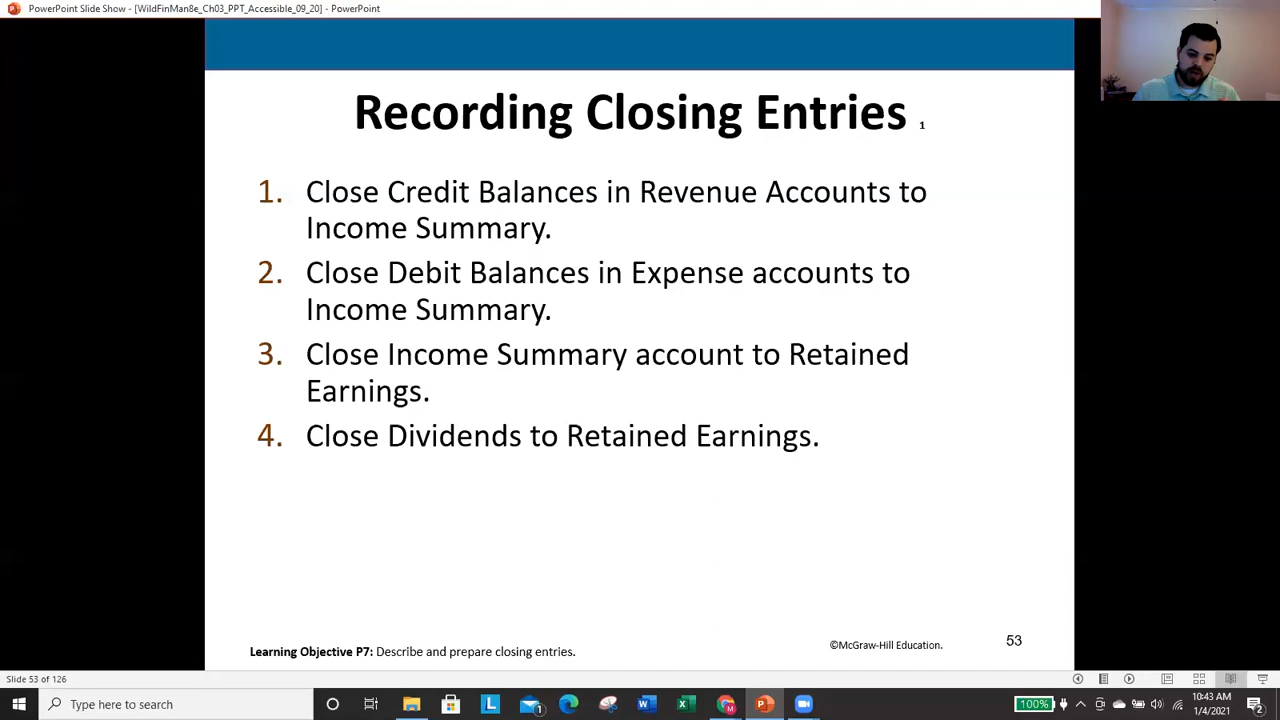 PowerPoint Slide Show - [WildFinMan8e_Ch03_PPT_Accessible_09_20] - PowerPoint
Recording Closing Entries 1
1. Close Credit Balances in Revenue Accounts to
Income Summary.
2. Close Debit Balances in Expense accounts to
Income Summary.
3. Close Income Summary account to Retained
Earnings.
4. Close Dividends to Retained Earnings.
Learning Objective P7: Describe and prepare closing entries.
©McGraw-Hill Education.
53
Slide 53 of 126
Type here to search
100%
10:43 AM
1/4/2021